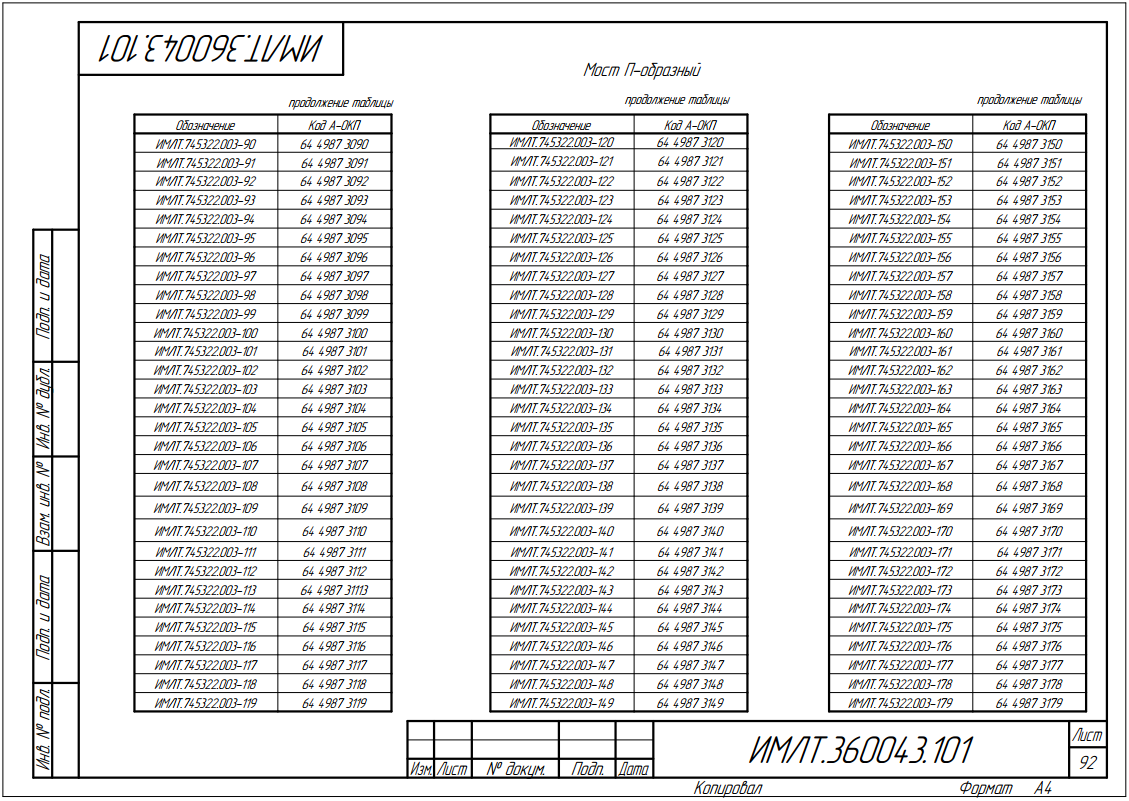 ИМЛТ.360043.101
Мост П-образный
продолжение таблицы
Обозначение Код А-ОКП
ИМЛТ.745322.003-90 64 4987 3090
ИМЛТ.745322.003-91 64 4987 3091
ИМЛТ.745322.003-92 64 4987 3092
ИМЛТ.745322.003-93 64 4987 3093
ИМЛТ.745322.003-94 64 4987 3094
ИМЛТ.745322.003-95 64 4987 3095
ИМЛТ.745322.003-96 64 4987 3096
ИМЛТ.745322.003-97 64 4987 3097
ИМЛТ.745322.003-98 64 4987 3098
ИМЛТ.745322.003-99 64 4987 3099
ИМЛТ.745322.003-100 64 4987 3100
ИМЛТ.745322.003-101 64 4987 3101
ИМЛТ.745322.003-102 64 4987 3102
ИМЛТ.745322.003-103 64 4987 3103
ИМЛТ.745322.003-104 64 4987 3104
ИМЛТ.745322.003-105 64 4987 3105
ИМЛТ.745322.003-106 64 4987 3106
ИМЛТ.745322.003-107 64 4987 3107
ИМЛТ.745322.003-108 64 4987 3108
ИМЛТ.745322.003-109 64 4987 3109
ИМЛТ.745322.003-110 64 4987 3110
ИМЛТ.745322.003-111 64 4987 3111
ИМЛТ.745322.003-112 64 4987 3112
ИМЛТ.745322.003-113 64 4987 31113
ИМЛТ.745322.003-114 64 4987 3114
ИМЛТ.745322.003-115 64 4987 3115
ИМЛТ.745322.003-116 64 4987 3116
ИМЛТ.745322.003-117 64 4987 3117
ИМЛТ.745322.003-118 64 4987 3118
ИМЛТ.745322.003-119 64 4987 3119
продолжение таблицы
Обозначение Код А-ОКП
ИМЛТ.745322.003-120 64 4987 3120
ИМЛТ.745322.003-121 64 4987 3121
ИМЛТ.745322.003-122 64 4987 3122
ИМЛТ.745322.003-123 64 4987 3123
ИМЛТ.745322.003-124 64 4987 3124
ИМЛТ.745322.003-125 64 4987 3125
ИМЛТ.745322.003-126 64 4987 3126
ИМЛТ.745322.003-127 64 4987 3127
ИМЛТ.745322.003-128 64 4987 3128
ИМЛТ.745322.003-129 64 4987 3129
ИМЛТ.745322.003-130 64 4987 3130
ИМЛТ.745322.003-131 64 4987 3131
ИМЛТ.745322.003-132 64 4987 3132
ИМЛТ.745322.003-133 64 4987 3133
ИМЛТ.745322.003-134 64 4987 3134
ИМЛТ.745322.003-135 64 4987 3135
ИМЛТ.745322.003-136 64 4987 3136
ИМЛТ.745322.003-137 64 4987 3137
ИМЛТ.745322.003-138 64 4987 3138
ИМЛТ.745322.003-139 64 4987 3139
ИМЛТ.745322.003-140 64 4987 3140
ИМЛТ.745322.003-141 64 4987 3141
ИМЛТ.745322.003-142 64 4987 3142
ИМЛТ.745322.003-143 64 4987 3143
ИМЛТ.745322.003-144 64 4987 3144
ИМЛТ.745322.003-145 64 4987 3145
ИМЛТ.745322.003-146 64 4987 3146
ИМЛТ.745322.003-147 64 4987 3147
ИМЛТ.745322.003-148 64 4987 3148
ИМЛТ.745322.003-149 64 4987 3149
продолжение таблицы
Обозначение Код А-ОКП
ИМЛТ.745322.003-150 64 4987 3150
ИМЛТ.745322.003-151 64 4987 3151
ИМЛТ.745322.003-152 64 4987 3152
ИМЛТ.745322.003-153 64 4987 3153
ИМЛТ.745322.003-154 64 4987 3154
ИМЛТ.745322.003-155 64 4987 3155
ИМЛТ.745322.003-156 64 4987 3156
ИМЛТ.745322.003-157 64 4987 3157
ИМЛТ.745322.003-158 64 4987 3158
ИМЛТ.745322.003-159 64 4987 3159
ИМЛТ.745322.003-160 64 4987 3160
ИМЛТ.745322.003-161 64 4987 3161
ИМЛТ.745322.003-162 64 4987 3162
ИМЛТ.745322.003-163 64 4987 3163
ИМЛТ.745322.003-164 64 4987 3164
ИМЛТ.745322.003-165 64 4987 3165
ИМЛТ.745322.003-166 64 4987 3166
ИМЛТ.745322.003-167 64 4987 3167
ИМЛТ.745322.003-168 64 4987 3168
ИМЛТ.745322.003-169 64 4987 3169
ИМЛТ.745322.003-170 64 4987 3170
ИМЛТ.745322.003-171 64 4987 3171
ИМЛТ.745322.003-172 64 4987 3172
ИМЛТ.745322.003-173 64 4987 3173
ИМЛТ.745322.003-174 64 4987 3174
ИМЛТ.745322.003-175 64 4987 3175
ИМЛТ.745322.003-176 64 4987 3176
ИМЛТ.745322.003-177 64 4987 3177
ИМЛТ.745322.003-178 64 4987 3178
ИМЛТ.745322.003-179 64 4987 3179
Подп. и дата
Инв. № дубл.
Взам. инв. №
Подп. и дата
Инв. № подл.
Изм. Лист № докум. Подп. Дата
ИМЛТ.360043.101
Лист
92
Копировал Формат А4